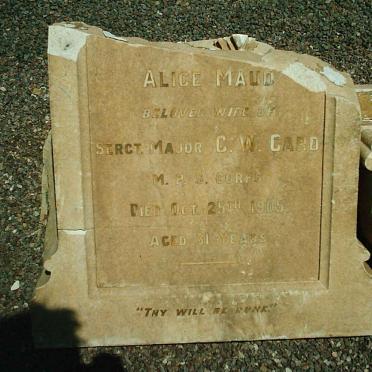 ALICE MAUD
BELOVED WIFE OF
SERGT. MAJOR C. W. CARD
M. P. S. CORPS
DIED OCT. 25TH 1905
AGED 31 YEARS
"THY WILL BE DONE."